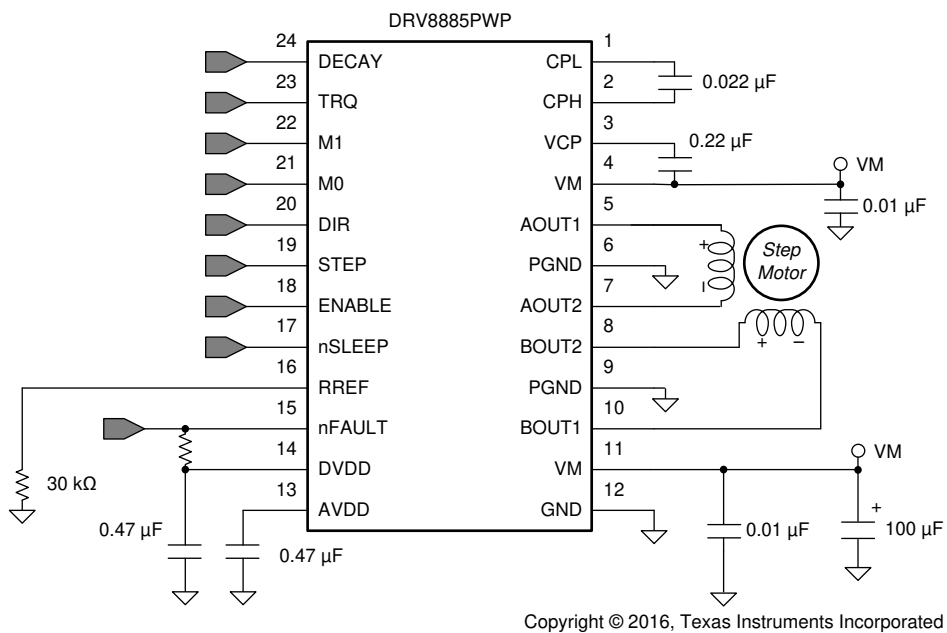 DRV8885PWP
24
DECAY
23
TRQ
22
M1
21
M0
20
DIR
19
STEP
18
ENABLE
17
nSLEEP
16
RREF
15
nFAULT
14
DVDD
13
AVDD
1
CPL
2
CPH
3
VCP
4
VM
5
AOUT1
6
PGND
7
AOUT2
8
BOUT2
9
PGND
10
BOUT1
11
VM
12
GND
0.022 µF
0.22 µF
VM
0.01 µF
+
−
Step
Motor
+ −
VM
0.01 µF
+
100 µF
30 kΩ
0.47 µF
0.47 µF
Copyright © 2016, Texas Instruments Incorporated